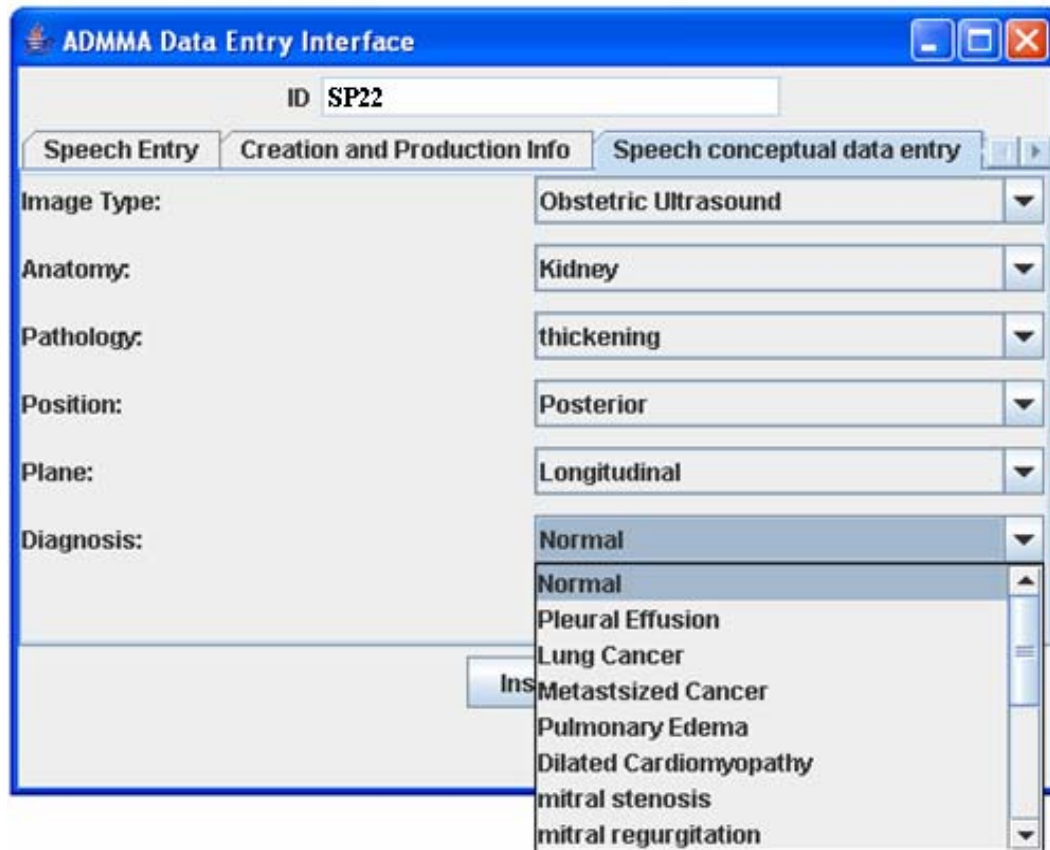 ADMMA Data Entry Interface
ID SP22
Speech Entry Creation and Production Info Speech conceptual data entry
Image Type: Obstetric Ultrasound
Anatomy: Kidney
Pathology: thickening
Position: Posterior
Plane: Longitudinal
Diagnosis: Normal
Normal
Pleural Effusion
Lung Cancer
Ins
Metastsized Cancer
Pulmonary Edema
Dilated Cardiomyopathy
mitral stenosis
mitral regurgitation